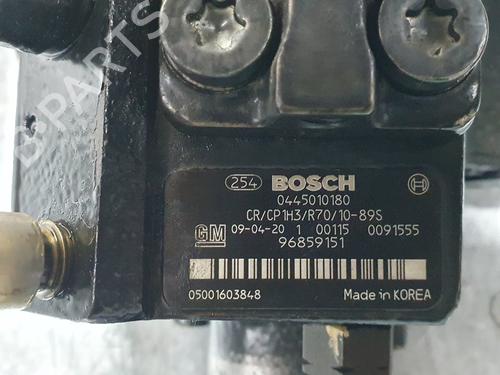 B-PARTS
254 BOSCH
0445010180
CR/CP1H3/R70/10-89S
GM 09-04-20 1 00115 0091555
96859151
05001603848 Made in KOREA